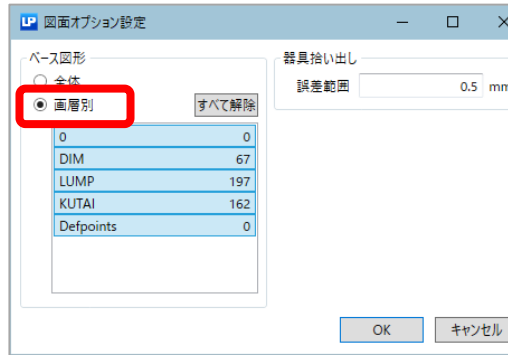 LP 図面オプション設定
ベース図形
全体
画層別
すべて解除
0 0
DIM 67
LUMP 197
KUTAI 162
Defpoints 0
器具拾い出し
誤差範囲 0.5 mm
OK キャンセル